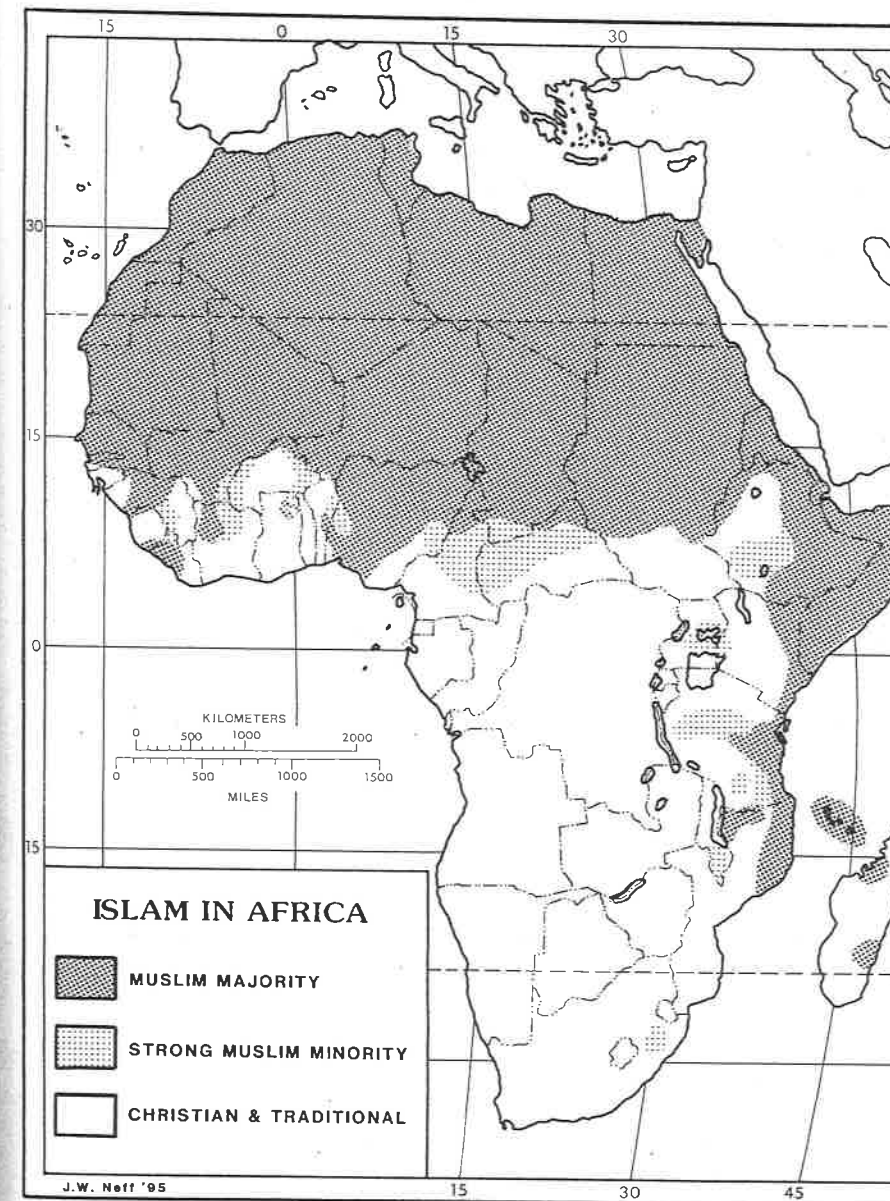 15
0
15
30
30
15
0
KILOMETERS
0 500 1000 2000
0 500 1000 1500
MILES
15
ISLAM IN AFRICA
MUSLIM MAJORITY
STRONG MUSLIM MINORITY
CHRISTIAN & TRADITIONAL
J.W. Neff '95
15
30
45